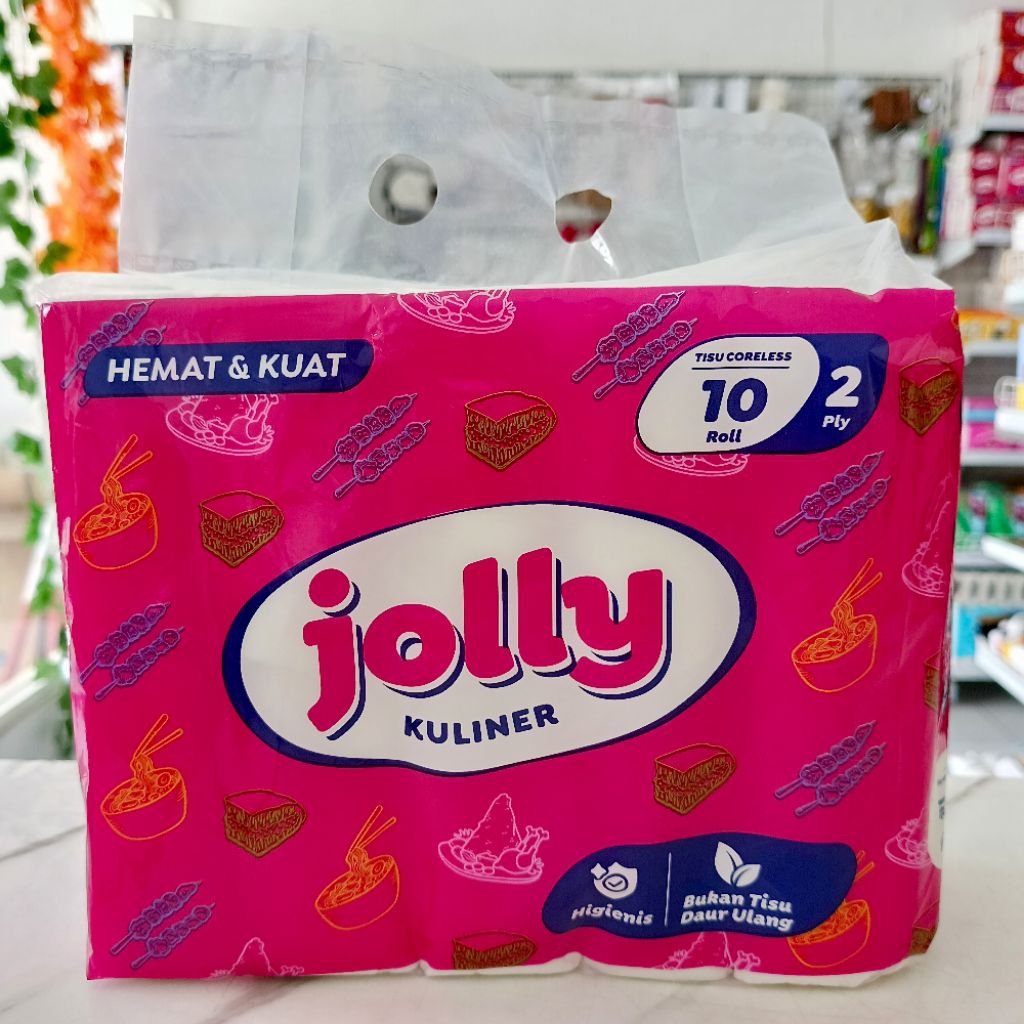 HEMAT & KUAT
TISU CORELESS
10
Roll
2
Ply
jolly
KULINER
Higienis
Bukan Tisu
Daur Ulang